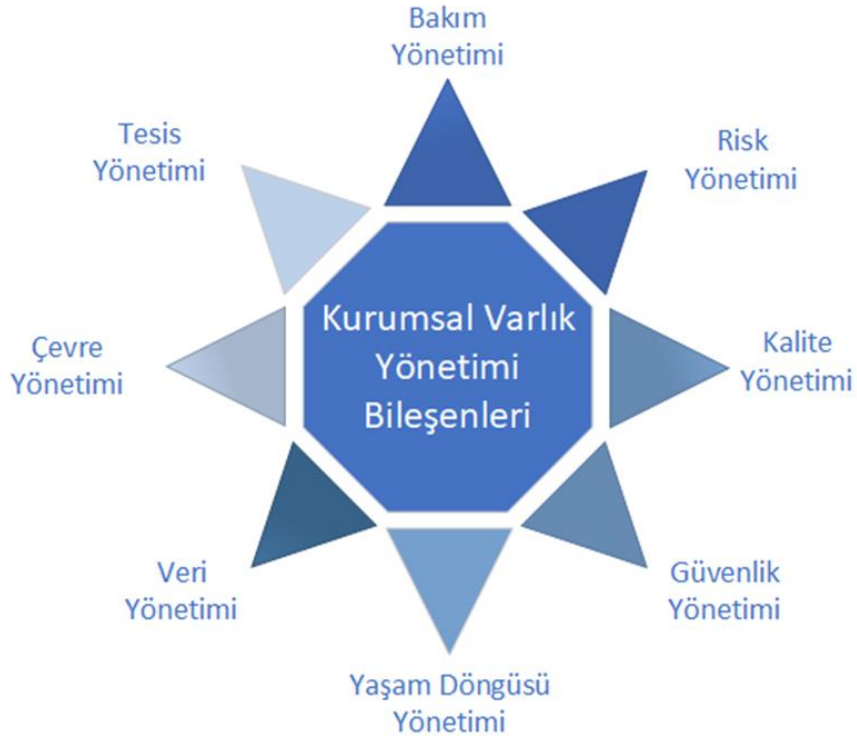 Bakım
Yönetimi
Tesis
Yönetimi
Risk
Yönetimi
Kurumsal Varlık
Yönetimi
Bileşenleri
Çevre
Yönetimi
Kalite
Yönetimi
Veri
Yönetimi
Güvenlik
Yönetimi
Yaşam Döngüsü
Yönetimi